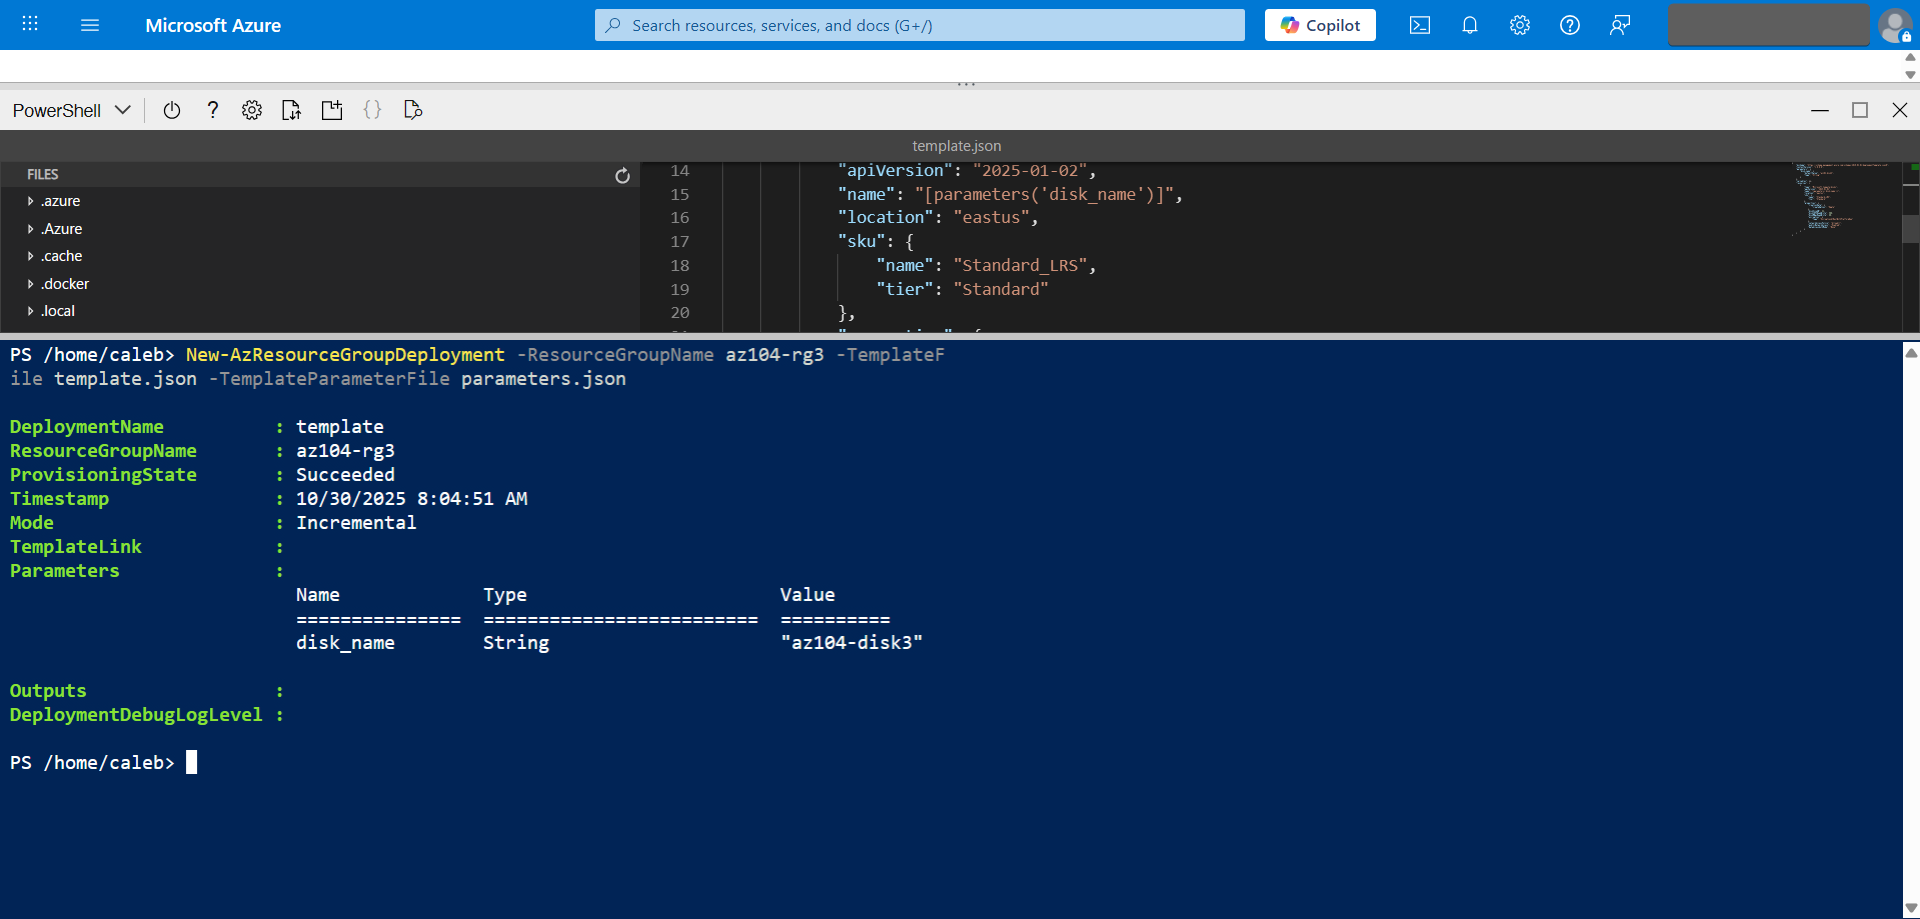 Microsoft Azure
Search resources, services, and docs (G+/)
Copilot
PowerShell
template.json
FILES
.azure
.Azure
.cache
.docker
.local
14 "apiVersion": "2025-01-02",
15 "name": "[parameters('disk_name')]",
16 "location": "eastus",
17 "sku": {
18 "name": "Standard_LRS",
19 "tier": "Standard"
20 },
PS /home/caleb> New-AzResourceGroupDeployment -ResourceGroupName az104-rg3 -TemplateF
ile template.json -TemplateParameterFile parameters.json
DeploymentName : template
ResourceGroupName : az104-rg3
ProvisioningState : Succeeded
Timestamp : 10/30/2025 8:04:51 AM
Mode : Incremental
TemplateLink :
Parameters :
Name Type Value
=============== ========================= ==========
disk_name String "az104-disk3"
Outputs :
DeploymentDebugLogLevel :
PS /home/caleb>